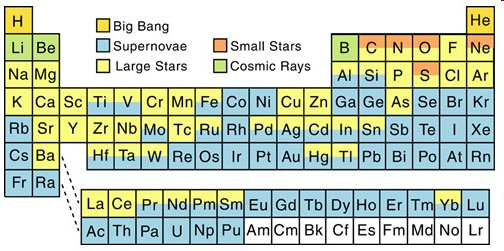 H Big Bang He
Supernovae Small Stars
Large Stars Cosmic Rays
Li Be B C N O F Ne
Na Mg Al Si P S Cl Ar
K Ca Sc Ti V Cr Mn Fe Co Ni Cu Zn Ga Ge As Se Br Kr
Rb Sr Y Zr Nb Mo Tc Ru Rh Pd Ag Cd In Sn Sb Te I Xe
Cs Ba Hf Ta W Re Os Ir Pt Au Hg Tl Pb Bi Po At Rn
Fr Ra
La Ce Pr Nd Pm Sm Eu Gd Tb Dy Ho Er Tm Yb Lu
Ac Th Pa U Np Pu Am Cm Bk Cf Es Fm Md No Lr